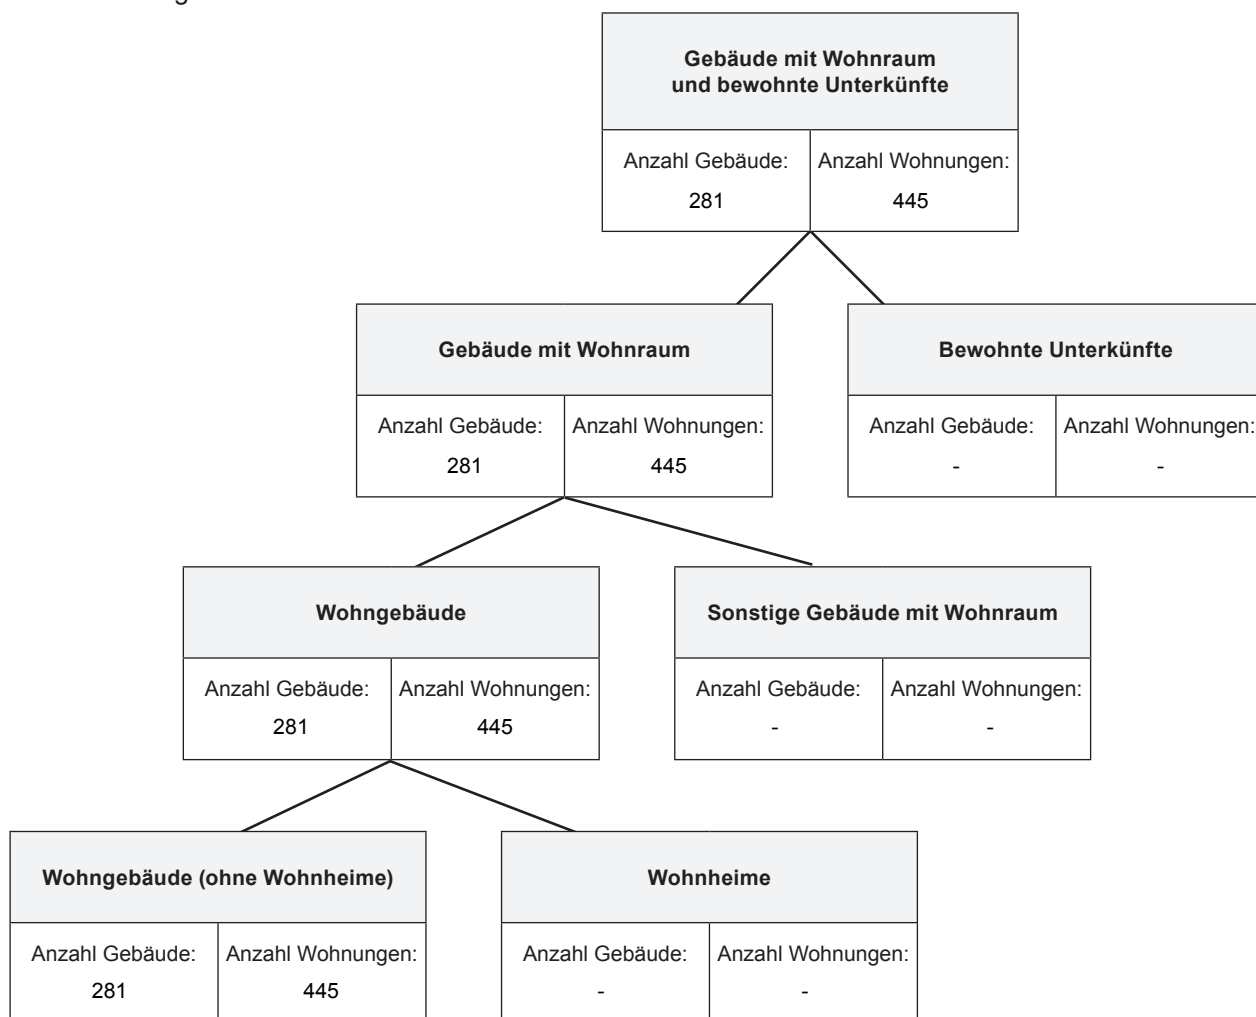 Gebäude mit Wohnraum
und bewohnte Unterkünfte
Anzahl Gebäude: Anzahl Wohnungen:
281 445
Gebäude mit Wohnraum
Anzahl Gebäude: Anzahl Wohnungen:
281 445
Bewohnte Unterkünfte
Anzahl Gebäude: Anzahl Wohnungen:
- -
Wohngebäude
Anzahl Gebäude: Anzahl Wohnungen:
281 445
Sonstige Gebäude mit Wohnraum
Anzahl Gebäude: Anzahl Wohnungen:
- -
Wohngebäude (ohne Wohnheime)
Anzahl Gebäude: Anzahl Wohnungen:
281 445
Wohnheime
Anzahl Gebäude: Anzahl Wohnungen:
- -